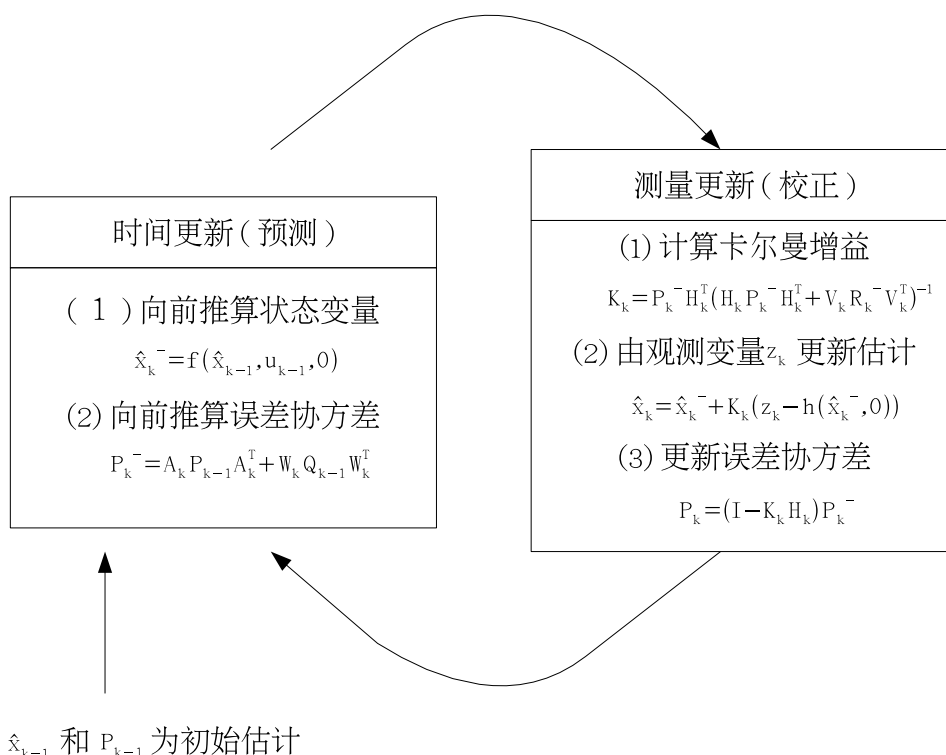 时间更新(预测)
(1)向前推算状态变量
x̂ₖ⁻=f(x̂ₖ₋₁,uₖ₋₁,0)
(2)向前推算误差协方差
Pₖ⁻=AₖPₖ₋₁Aₖᵀ+WₖQₖ₋₁Wₖᵀ
测量更新(校正)
(1)计算卡尔曼增益
Kₖ=Pₖ⁻Hₖᵀ(HₖPₖ⁻Hₖᵀ+VₖRₖ⁻Vₖᵀ)⁻¹
(2)由观测变量zₖ更新估计
x̂ₖ=x̂ₖ⁻+Kₖ(zₖ−h(x̂ₖ⁻,0))
(3)更新误差协方差
Pₖ=(I−KₖHₖ)Pₖ⁻
x̂ₖ₋₁ 和 Pₖ₋₁ 为初始估计